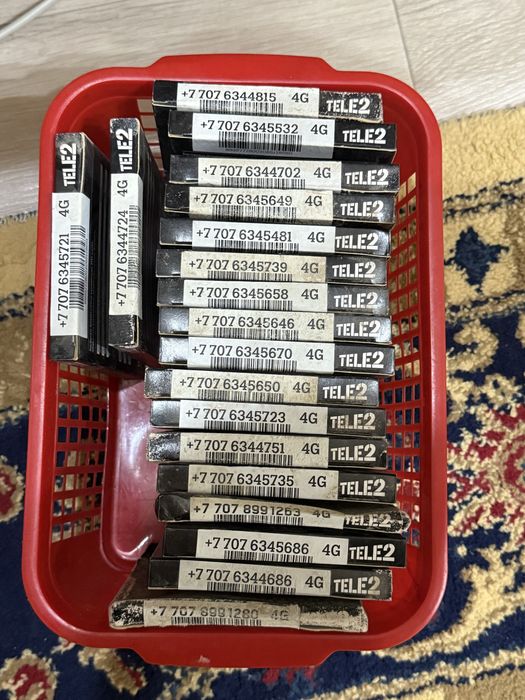 +7 707 6344815 4G TELE2
+7 707 6345532 4G TELE2
+7 707 6344702 4G TELE2
+7 707 6345649 4G TELE2
+7 707 6345481 4G TELE2
+7 707 6345739 4G TELE2
+7 707 6345658 4G TELE2
+7 707 6345646 4G TELE2
+7 707 6345670 4G TELE2
+7 707 6345650 4G TELE2
+7 707 6345723 4G TELE2
+7 707 6344751 4G TELE2
+7 707 6345735 4G TELE2
+7 707 8991263 4G TELE2
+7 707 6345686 4G TELE2
+7 707 6344686 4G TELE2
+7 707 8991260 4G
+7 707 6345721 4G TELE2
+7 707 6344724 4G TELE2